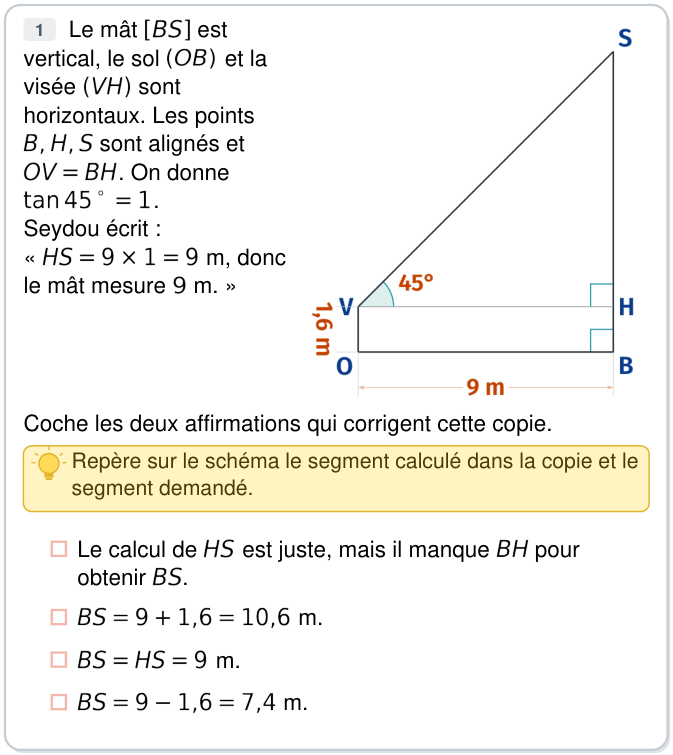 1 Le mât [BS] est
vertical, le sol (OB) et la
visée (VH) sont
horizontaux. Les points
B, H, S sont alignés et
OV = BH. On donne
tan 45° = 1.
Seydou écrit :
« HS = 9 × 1 = 9 m, donc
le mât mesure 9 m. »
S
45°
V
H
1,6 m
O
B
9 m
Coche les deux affirmations qui corrigent cette copie.
Repère sur le schéma le segment calculé dans la copie et le
segment demandé.
Le calcul de HS est juste, mais il manque BH pour
obtenir BS.
BS = 9 + 1,6 = 10,6 m.
BS = HS = 9 m.
BS = 9 − 1,6 = 7,4 m.